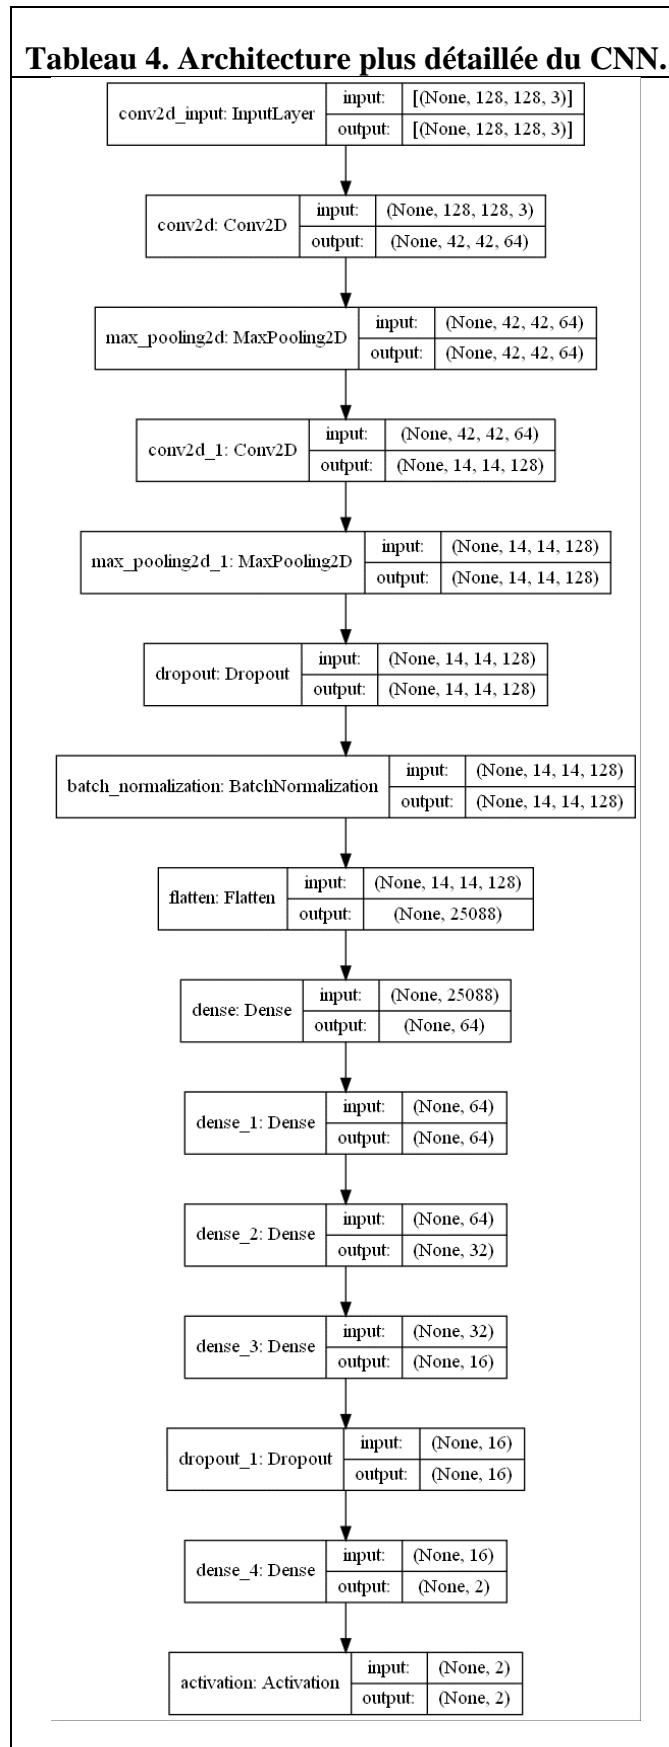 Tableau 4. Architecture plus détaillée du CNN.
conv2d_input: InputLayer input: [(None, 128, 128, 3)]
output: [(None, 128, 128, 3)]
conv2d: Conv2D input: (None, 128, 128, 3)
output: (None, 42, 42, 64)
max_pooling2d: MaxPooling2D input: (None, 42, 42, 64)
output: (None, 42, 42, 64)
conv2d_1: Conv2D input: (None, 42, 42, 64)
output: (None, 14, 14, 128)
max_pooling2d_1: MaxPooling2D input: (None, 14, 14, 128)
output: (None, 14, 14, 128)
dropout: Dropout input: (None, 14, 14, 128)
output: (None, 14, 14, 128)
batch_normalization: BatchNormalization input: (None, 14, 14, 128)
output: (None, 14, 14, 128)
flatten: Flatten input: (None, 14, 14, 128)
output: (None, 25088)
dense: Dense input: (None, 25088)
output: (None, 64)
dense_1: Dense input: (None, 64)
output: (None, 64)
dense_2: Dense input: (None, 64)
output: (None, 32)
dense_3: Dense input: (None, 32)
output: (None, 16)
dropout_1: Dropout input: (None, 16)
output: (None, 16)
dense_4: Dense input: (None, 16)
output: (None, 2)
activation: Activation input: (None, 2)
output: (None, 2)